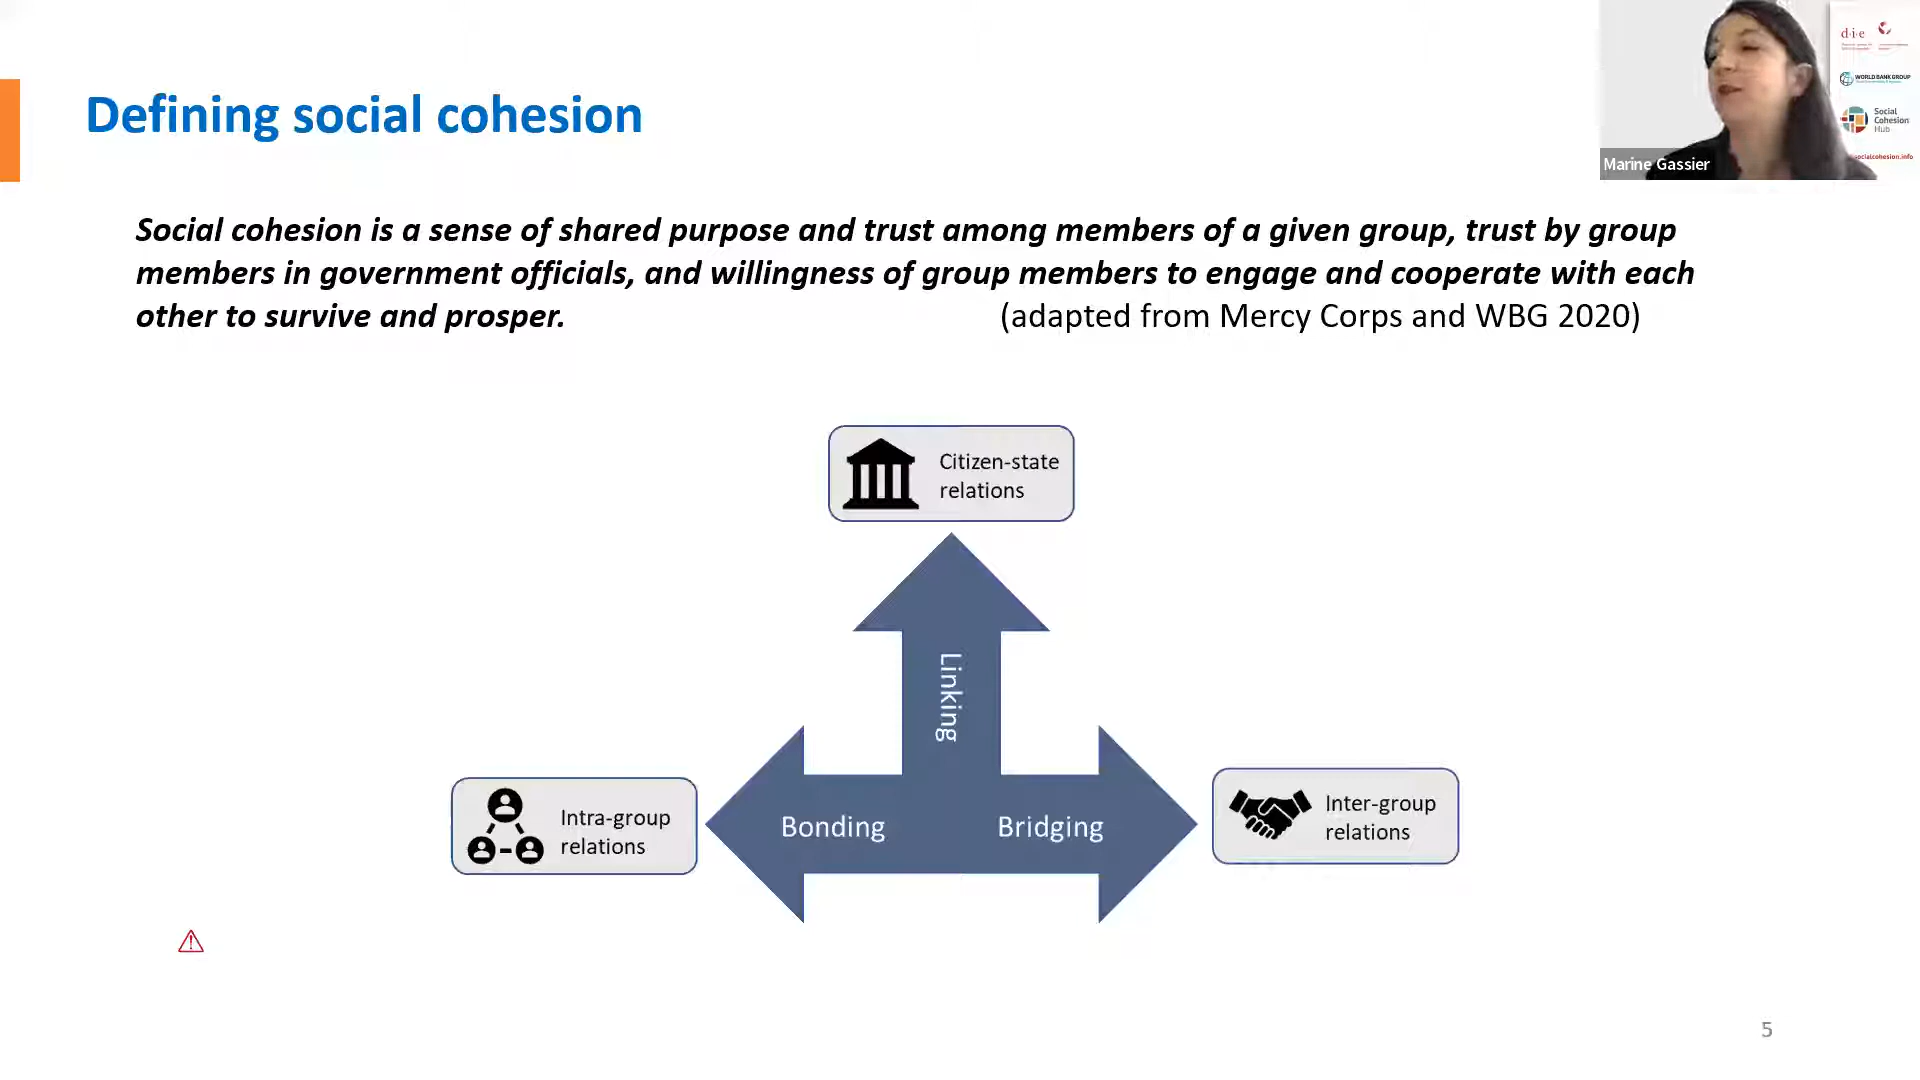 Defining social cohesion
d·i·e
WORLD BANK GROUP
Social
Cohesion
Hub
socialcohesion.info
Marine Gassier
Social cohesion is a sense of shared purpose and trust among members of a given group, trust by group
members in government officials, and willingness of group members to engage and cooperate with each
other to survive and prosper. (adapted from Mercy Corps and WBG 2020)
Citizen-state
relations
Linking
Intra-group
relations
Bonding
Bridging
Inter-group
relations
5